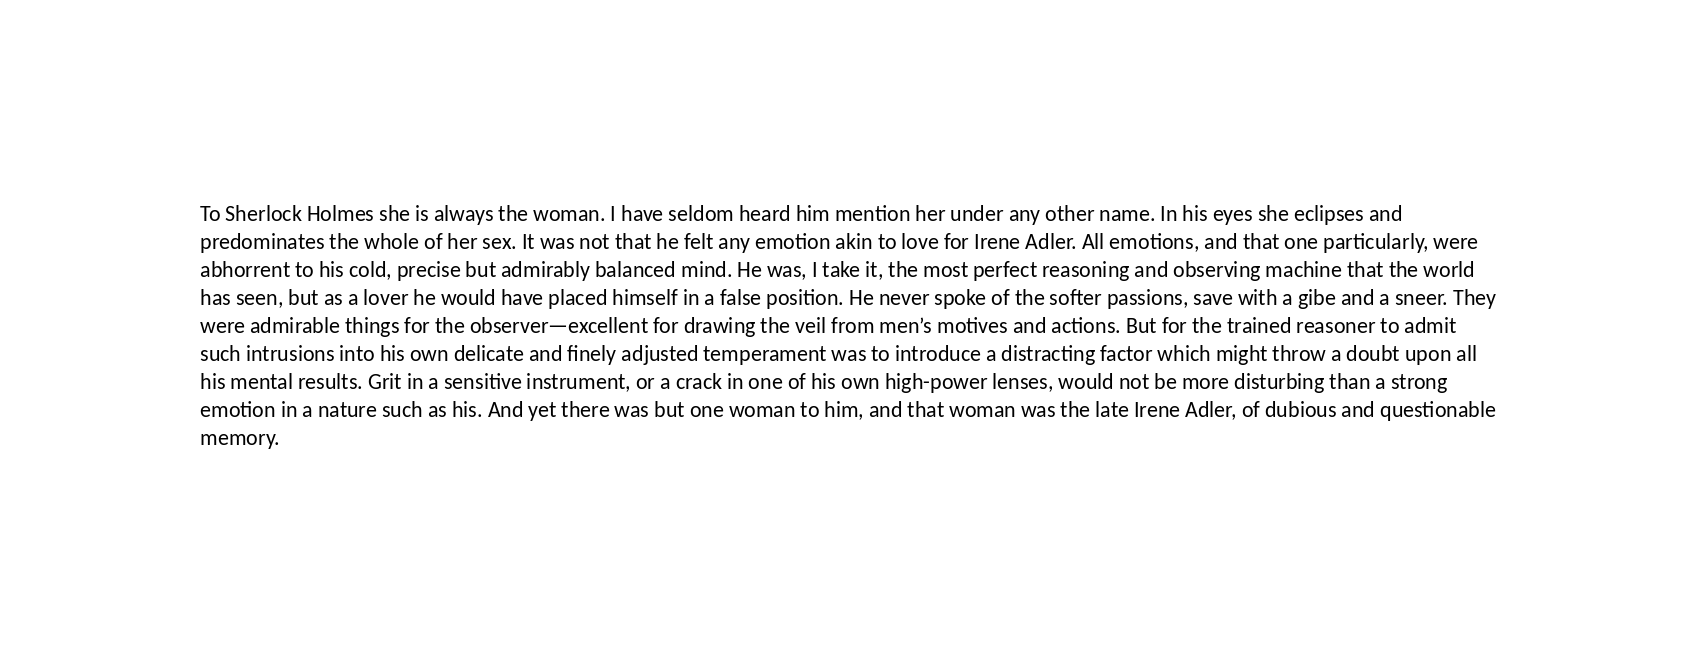 To Sherlock Holmes she is always the woman. I have seldom heard him mention her under any other name. In his eyes she eclipses and
predominates the whole of her sex. It was not that he felt any emotion akin to love for Irene Adler. All emotions, and that one particularly, were
abhorrent to his cold, precise but admirably balanced mind. He was, I take it, the most perfect reasoning and observing machine that the world
has seen, but as a lover he would have placed himself in a false position. He never spoke of the softer passions, save with a gibe and a sneer. They
were admirable things for the observer—excellent for drawing the veil from men’s motives and actions. But for the trained reasoner to admit
such intrusions into his own delicate and finely adjusted temperament was to introduce a distracting factor which might throw a doubt upon all
his mental results. Grit in a sensitive instrument, or a crack in one of his own high-power lenses, would not be more disturbing than a strong
emotion in a nature such as his. And yet there was but one woman to him, and that woman was the late Irene Adler, of dubious and questionable
memory.